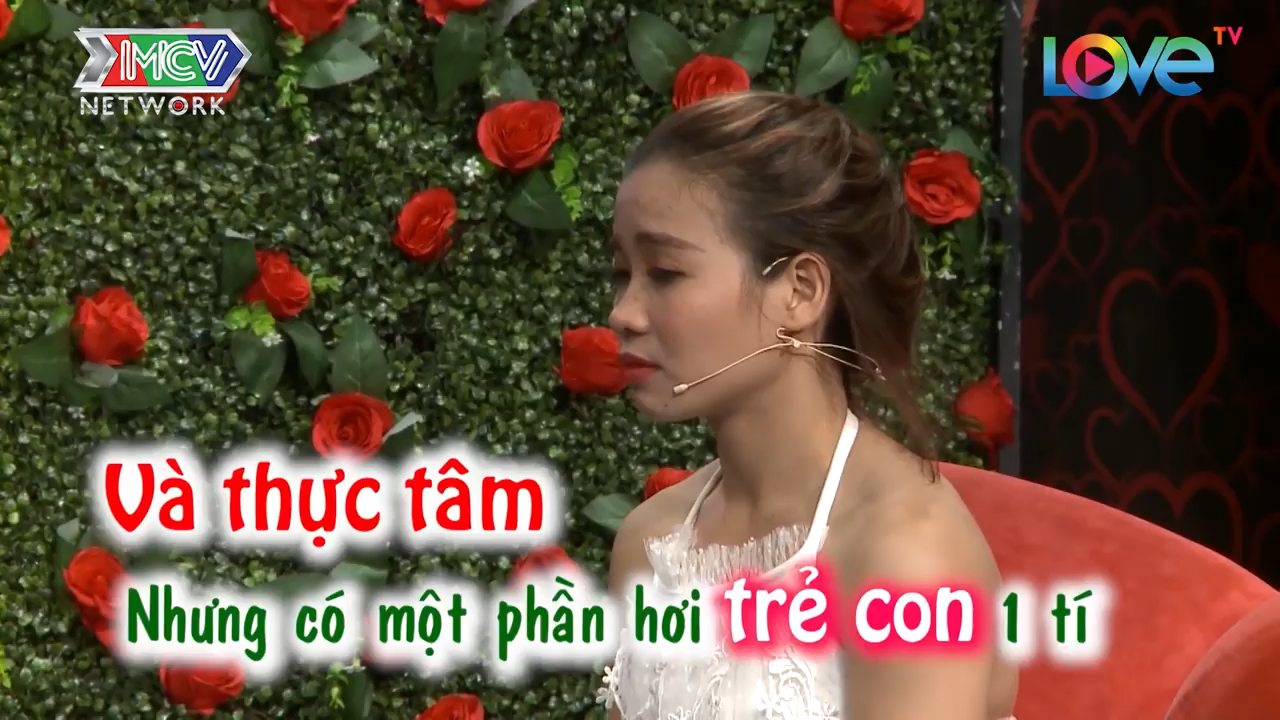 MCV
NETWORK
LOVE TV
Và thực tâm
Nhưng có một phần hơi trẻ con 1 tí